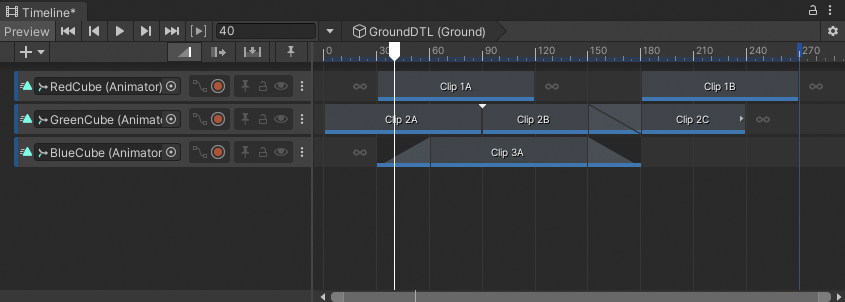 Timeline*
Preview 40 GroundDTL (Ground)
0 30 60 90 120 150 180 210 240 270
RedCube (Animator) Clip 1A Clip 1B
GreenCube (Animat Clip 2A Clip 2B Clip 2C
BlueCube (Animator Clip 3A